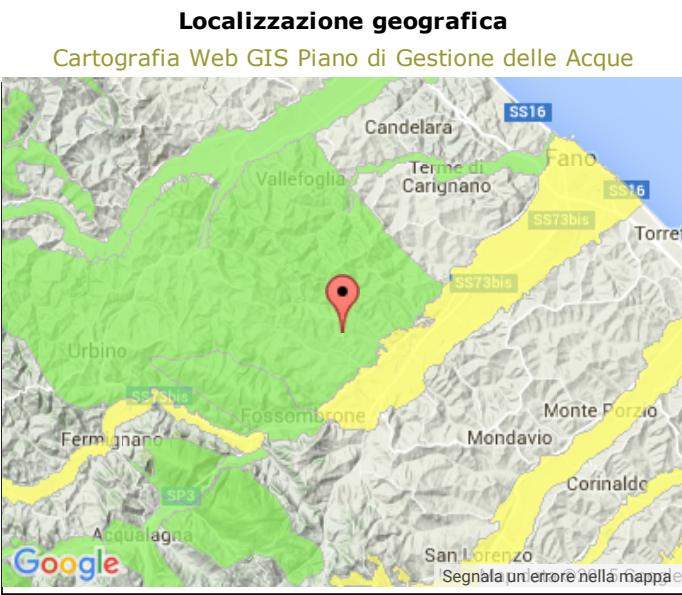 Localizzazione geografica
Cartografia Web GIS Piano di Gestione delle Acque
SS16
Candelara
Fano
Terme di
Carignano
Vallefoglia
SS16
SS73bis
Torre
SS73bis
Urbino
SS73bis
Fossombrone
Monte Porzio
Fermignano
Mondavio
Corinaldo
SP3
Acqualagna
San Lorenzo
Google
Segnala un errore nella mappa